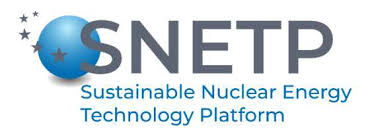 SNETP
Sustainable Nuclear Energy
Technology Platform